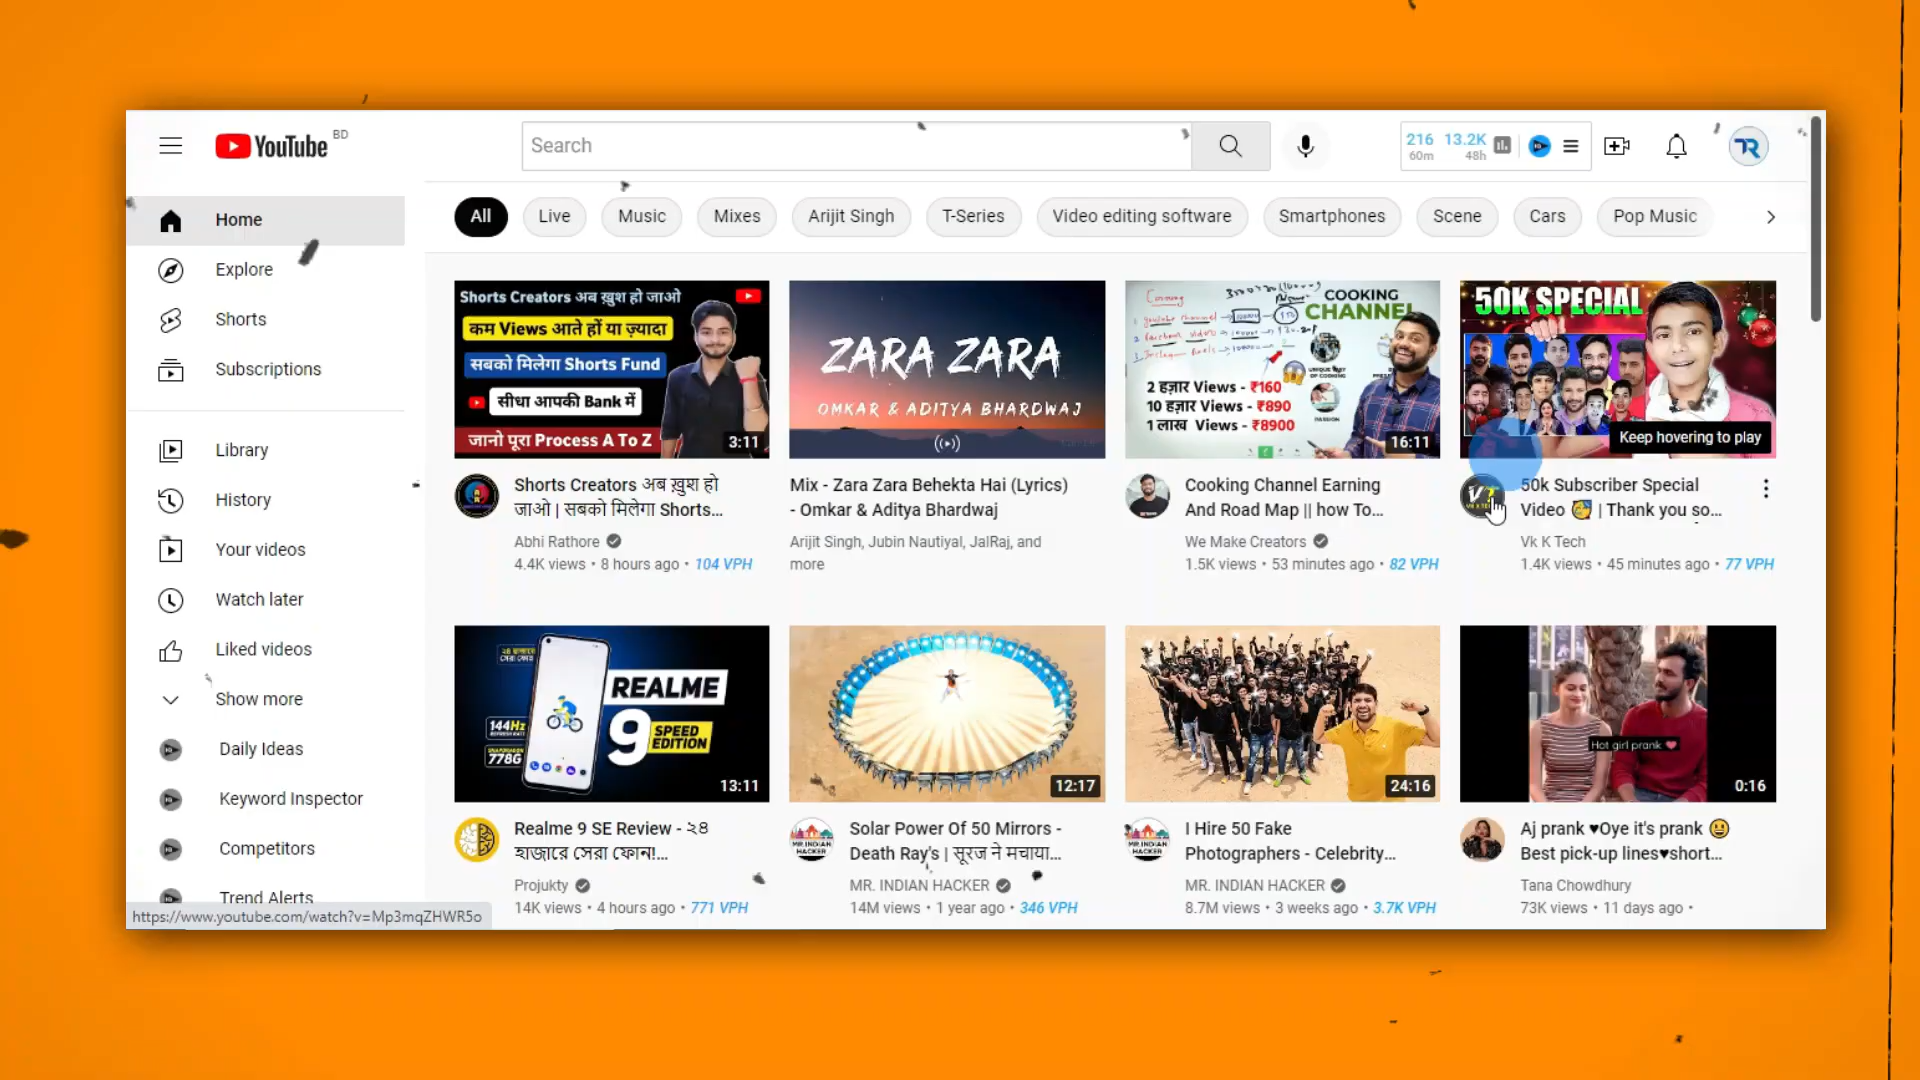 YouTube BD
Search
216 13.2K
60m 48h
TR
Home
Explore
Shorts
Subscriptions
Library
History
Your videos
Watch later
Liked videos
Show more
Daily Ideas
Keyword Inspector
Competitors
Trend Alerts
https://www.youtube.com/watch?v=Mp3mqZHWR5o
All Live Music Mixes Arijit Singh T-Series Video editing software Smartphones Scene Cars Pop Music
Shorts Creators अब ख़ुश हो जाओ
कम Views आते हों या ज़्यादा
सबको मिलेगा Shorts Fund
सीधा आपकी Bank में
जानो पूरा Process A To Z
3:11
Shorts Creators अब ख़ुश हो
जाओ | सबको मिलेगा Shorts...
Abhi Rathore
4.4K views • 8 hours ago • 104 VPH
ZARA ZARA
OMKAR & ADITYA BHARDWAJ
Mix - Zara Zara Behekta Hai (Lyrics)
- Omkar & Aditya Bhardwaj
Arijit Singh, Jubin Nautiyal, JalRaj, and
more
COOKING
CHANNEL
2 हज़ार Views - ₹160
10 हज़ार Views - ₹890
1 लाख Views - ₹8900
16:11
Cooking Channel Earning
And Road Map || how To...
We Make Creators
1.5K views • 53 minutes ago • 82 VPH
50K SPECIAL
Keep hovering to play
50k Subscriber Special
Video 🥳 | Thank you so...
Vk K Tech
1.4K views • 45 minutes ago • 77 VPH
REALME
9 SPEED
EDITION
144Hz
778G
13:11
Realme 9 SE Review - ২৪
হাজারে সেরা ফোন!...
Projukty
14K views • 4 hours ago • 771 VPH
12:17
Solar Power Of 50 Mirrors -
Death Ray's | सूरज ने मचाया...
MR. INDIAN HACKER
14M views • 1 year ago • 346 VPH
24:16
I Hire 50 Fake
Photographers - Celebrity...
MR. INDIAN HACKER
8.7M views • 3 weeks ago • 3.7K VPH
Hot girl prank
0:16
Aj prank ♥Oye it's prank 😃
Best pick-up lines♥short...
Tana Chowdhury
73K views • 11 days ago •